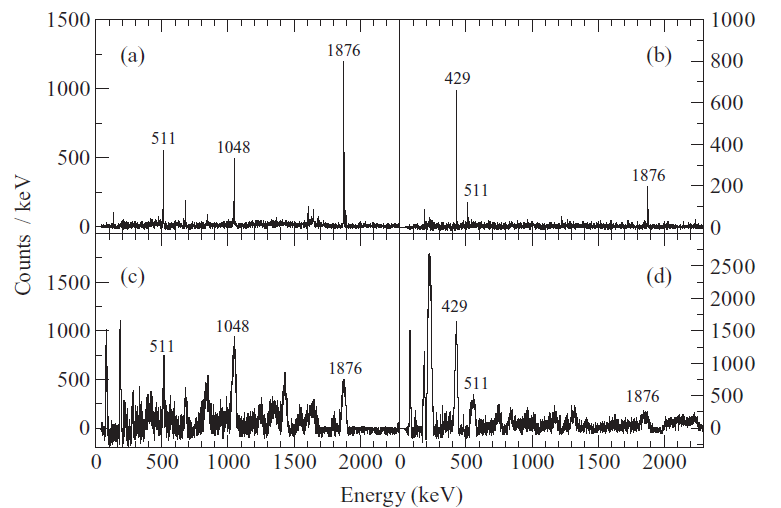 1500 1000
(a) 1876 (b)
429 800
1000
511 1048 600
400
500
511 1876
200
0 0
Counts / keV
(c) (d) 2500
1500
429 2000
1048
1000 1500
511
1876 1000
500 511
1876 500
0 0
0 500 1000 1500 2000 0 500 1000 1500 2000
Energy (keV)